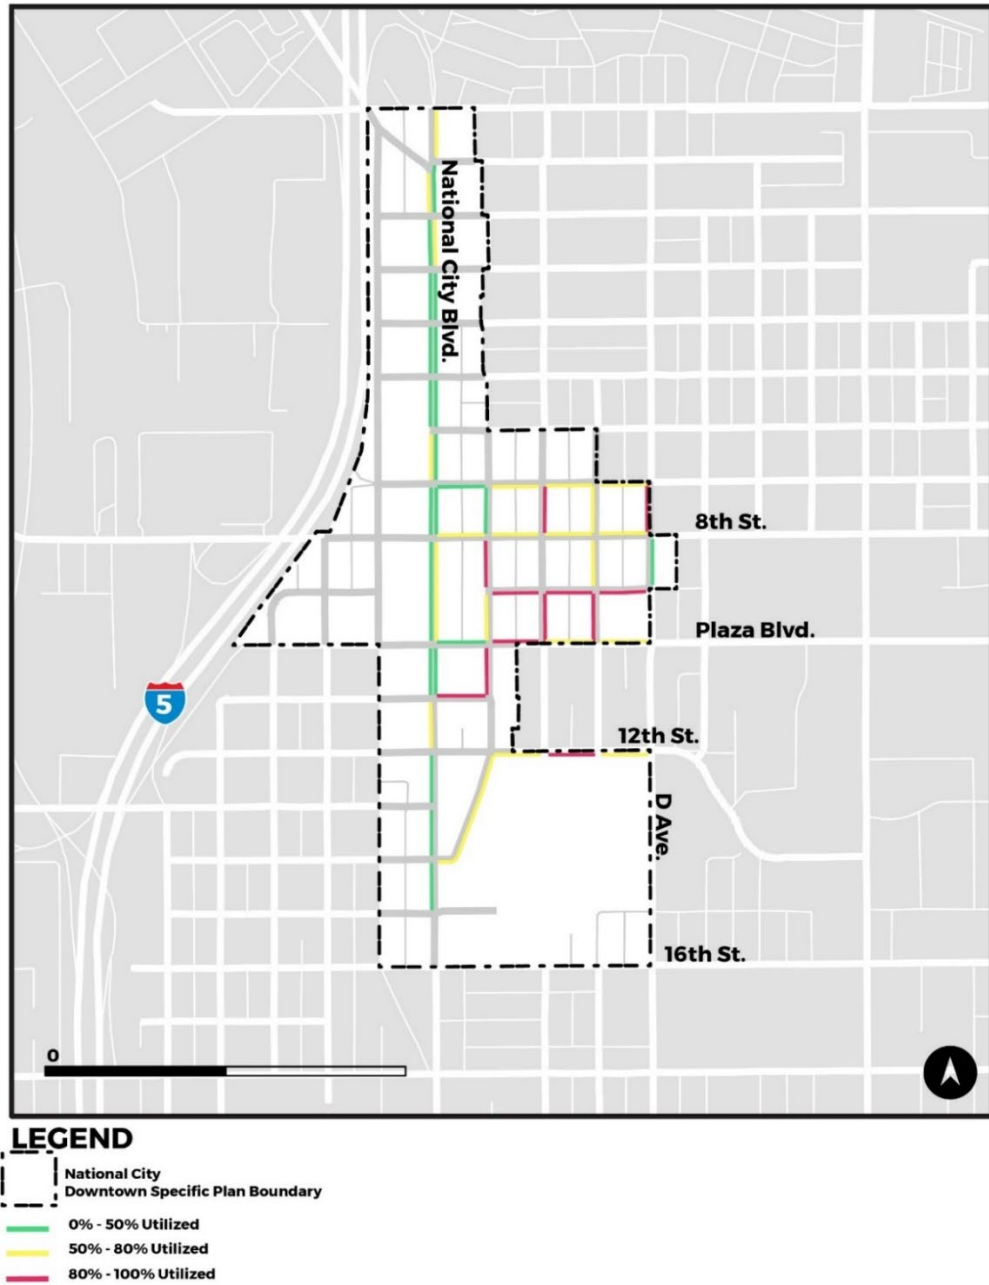 National City Blvd.
8th St.
Plaza Blvd.
5
12th St.
D Ave.
16th St.
0
LEGEND
National City
Downtown Specific Plan Boundary
0% - 50% Utilized
50% - 80% Utilized
80% - 100% Utilized